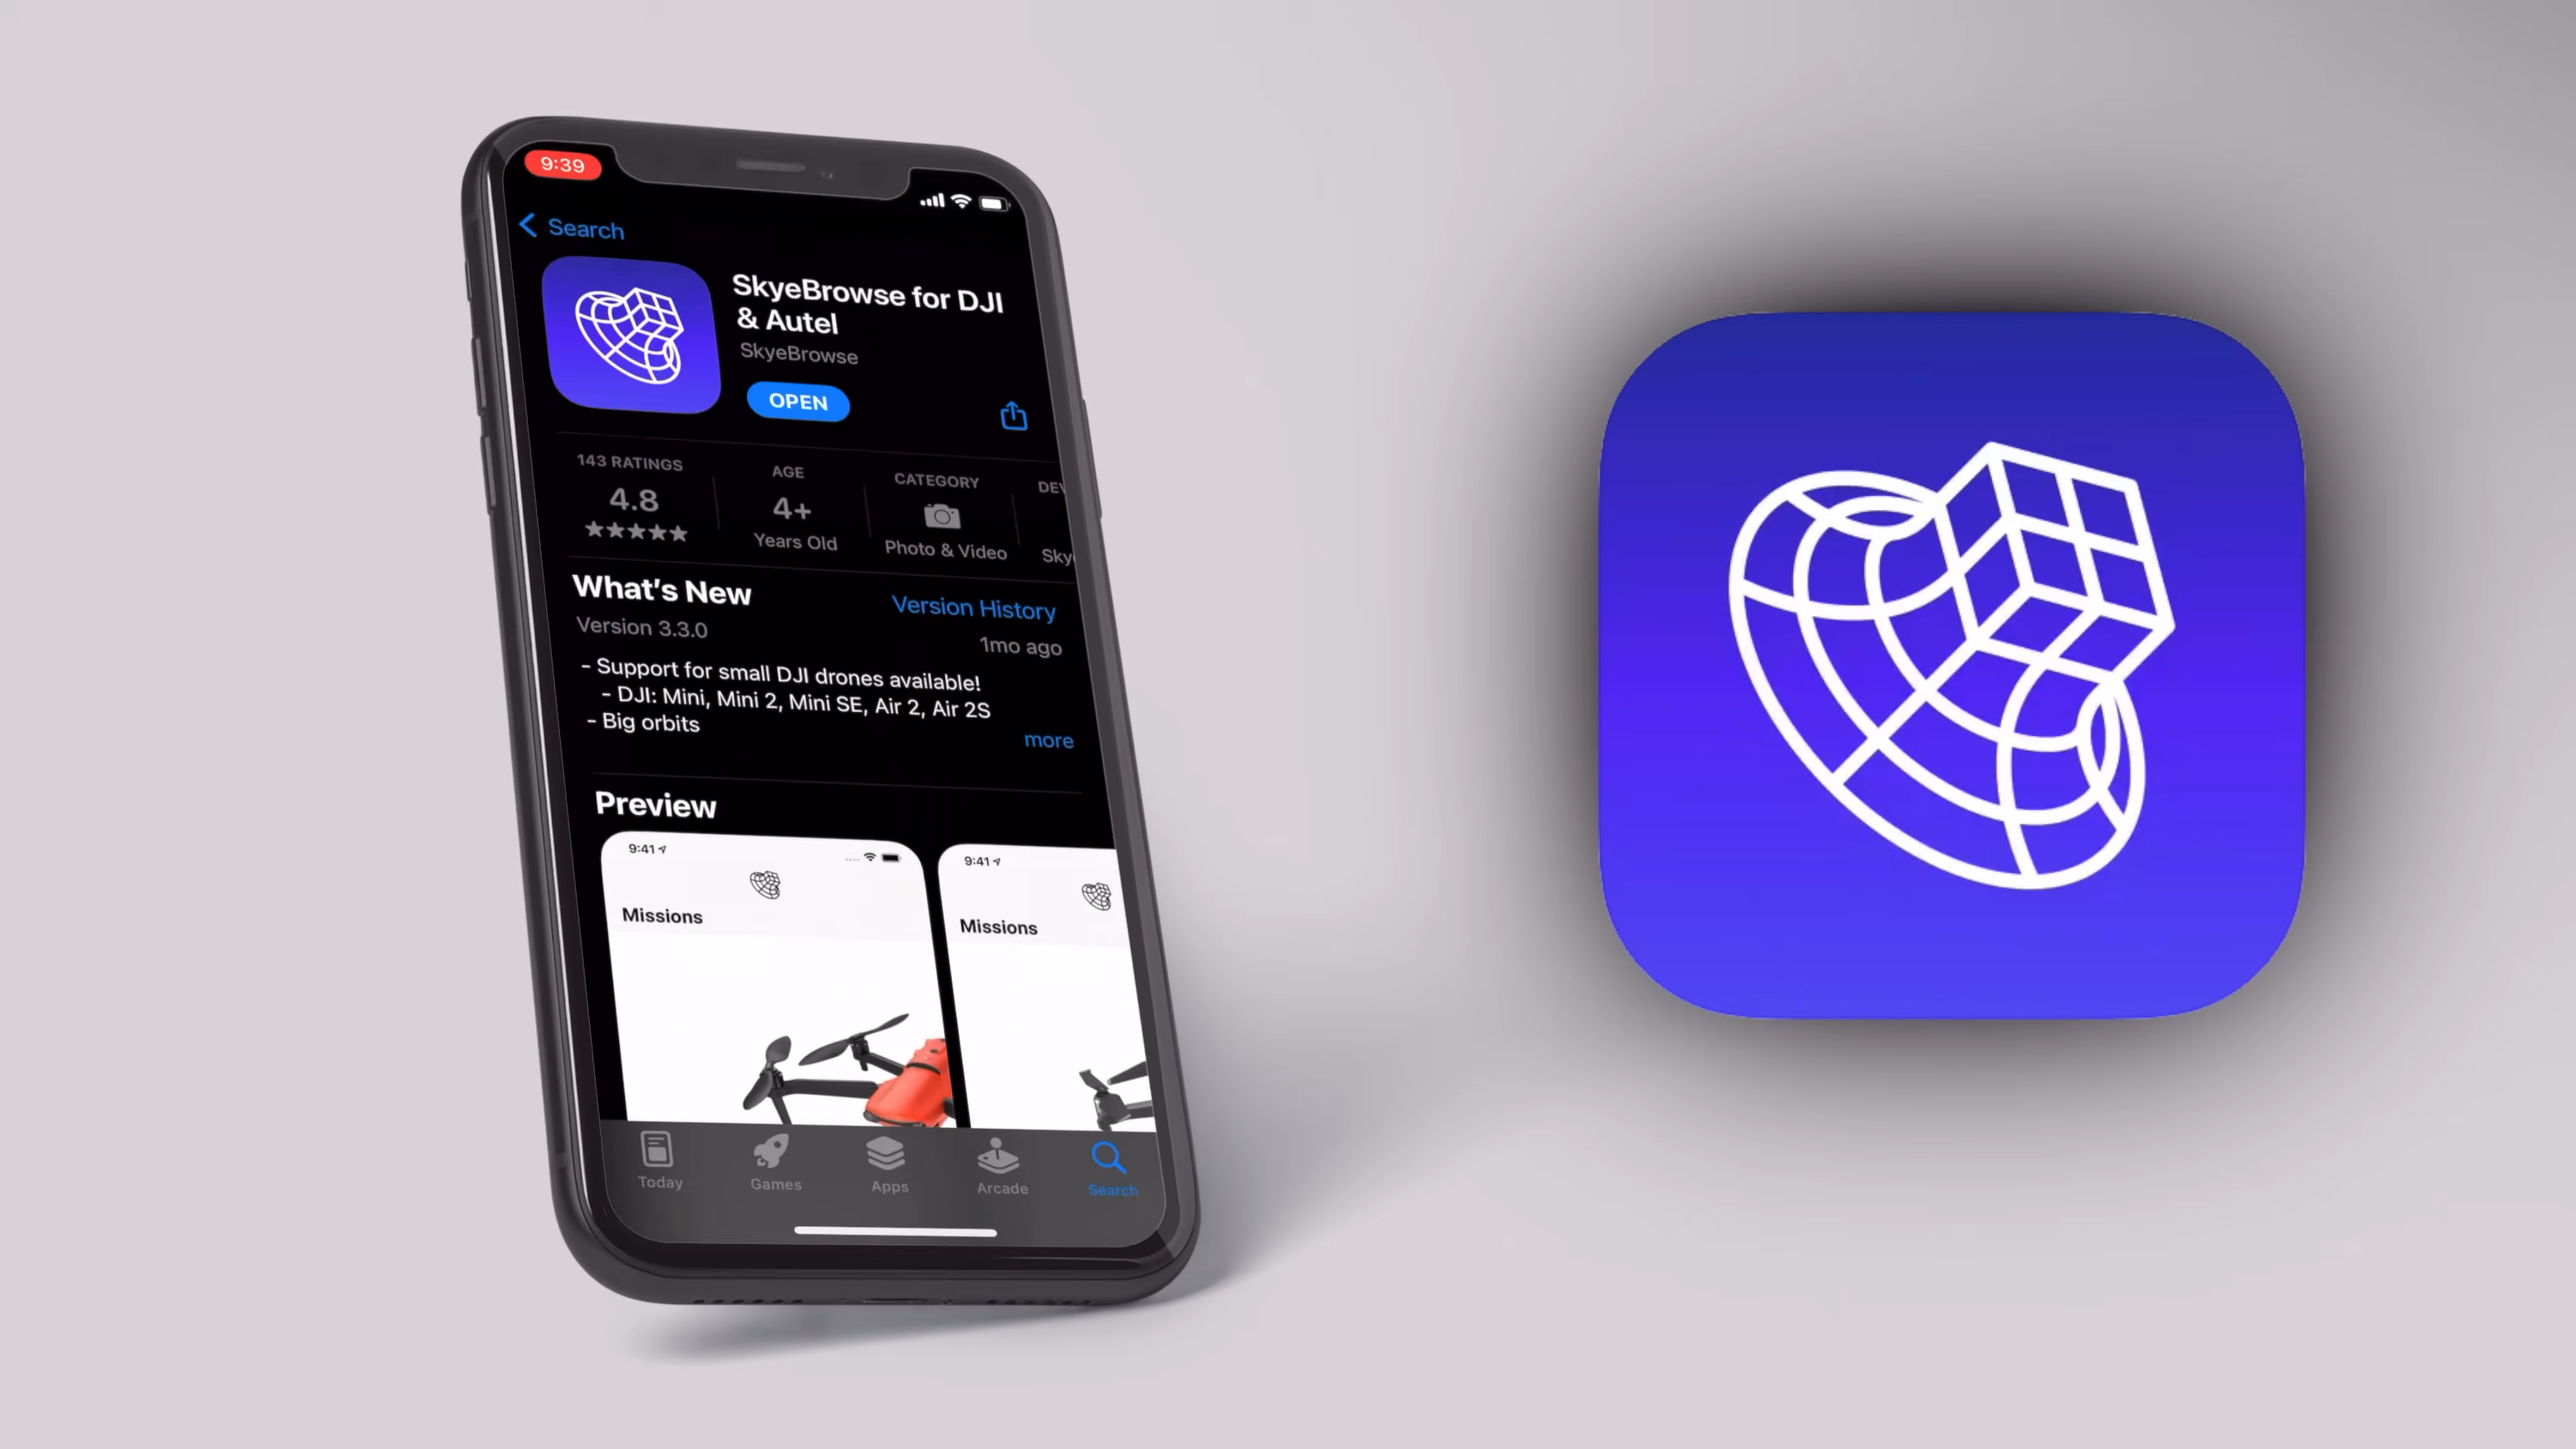 9:39
Search
SkyeBrowse for DJI
& Autel
SkyeBrowse
OPEN
143 RATINGS
4.8
AGE
4+
Years Old
CATEGORY
Photo & Video
DEV
Skye
What's New
Version History
Version 3.3.0
1mo ago
- Support for small DJI drones available!
- DJI: Mini, Mini 2, Mini SE, Air 2, Air 2S
- Big orbits
more
Preview
9:41
Missions
9:41
Missions
Today
Games
Apps
Arcade
Search